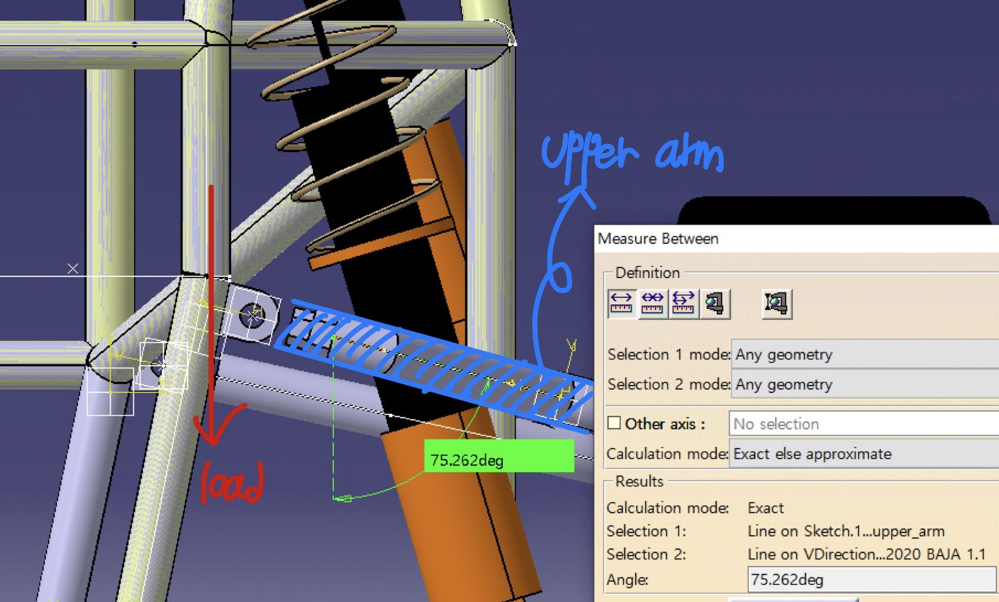 upper arm
Measure Between
Definition
Selection 1 mode: Any geometry
Selection 2 mode: Any geometry
Other axis : No selection
Calculation mode: Exact else approximate
75.262deg
load
Results
Calculation mode: Exact
Selection 1: Line on Sketch.1...upper_arm
Selection 2: Line on VDirection...2020 BAJA 1.1
Angle: 75.262deg
H
H
H
V